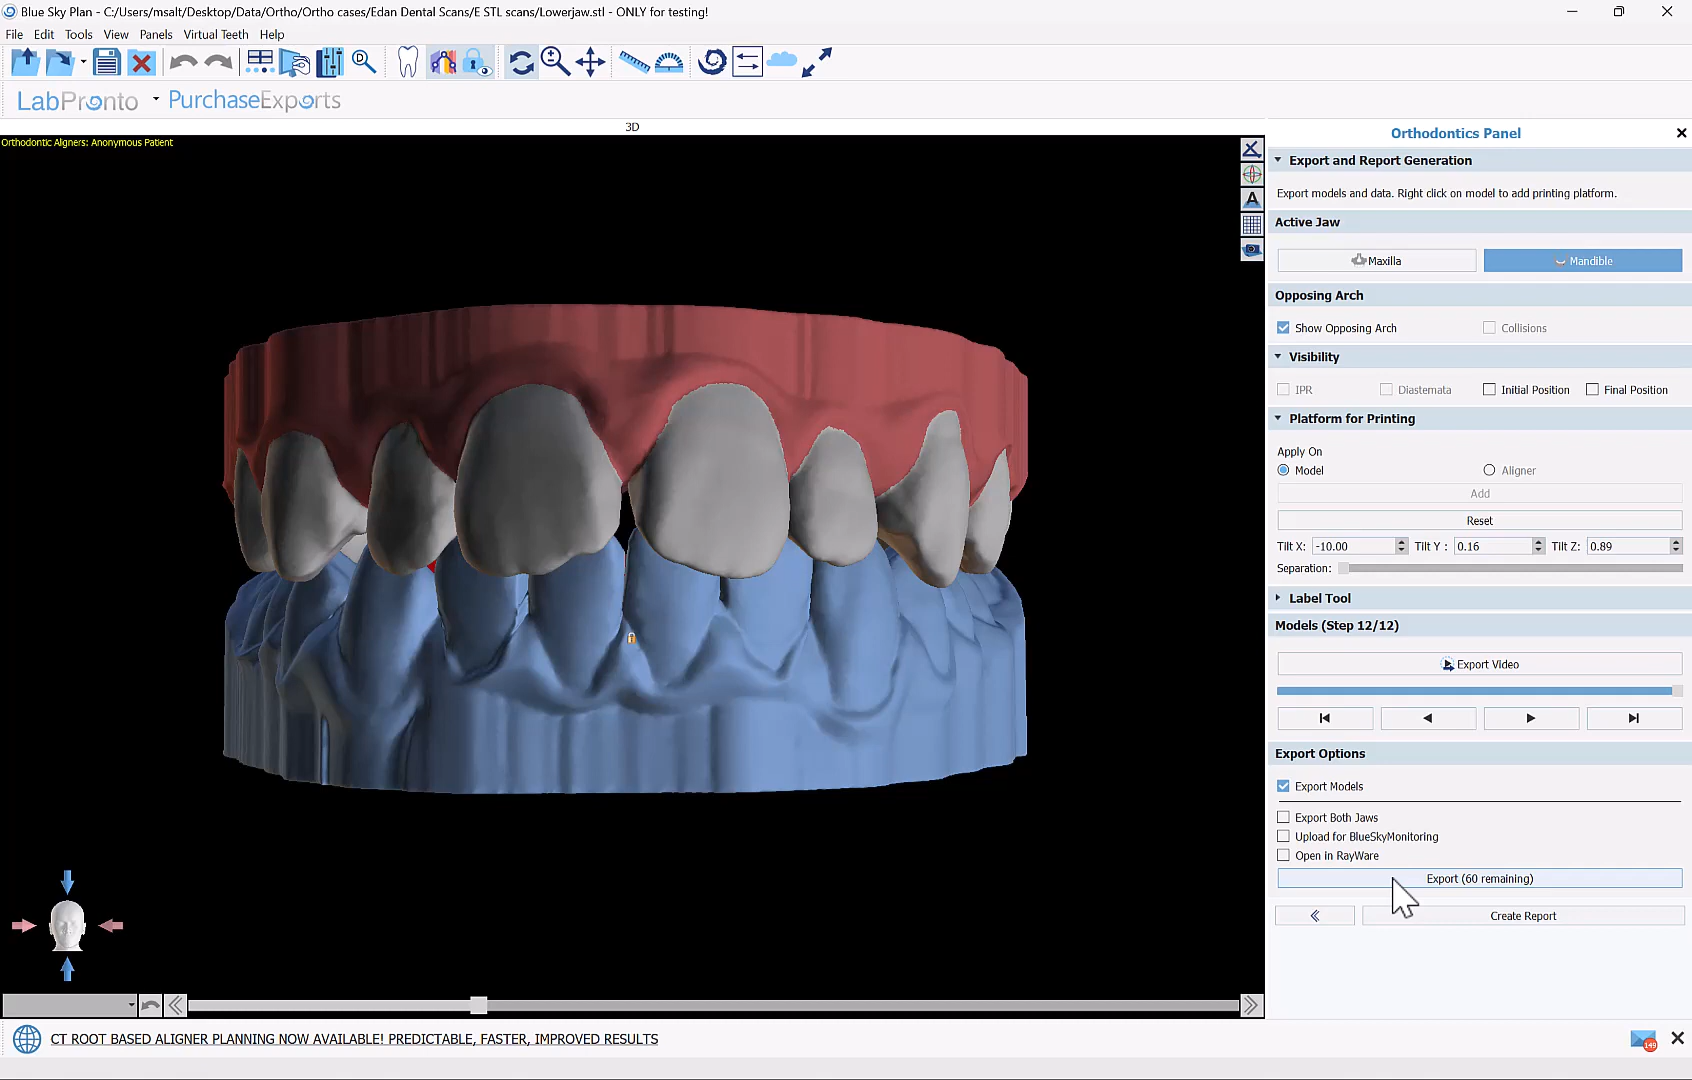 Blue Sky Plan - C:/Users/msalt/Desktop/Data/Ortho/Ortho cases/Edan Dental Scans/E STL scans/Lowerjaw.stl - ONLY for testing!
File Edit Tools View Panels Virtual Teeth Help
D
LabPronto PurchaseExports
3D
Orthodontic Aligners: Anonymous Patient
A
Orthodontics Panel
Export and Report Generation
Export models and data. Right click on model to add printing platform.
Active Jaw
Maxilla Mandible
Opposing Arch
Show Opposing Arch Collisions
Visibility
IPR Diastemata Initial Position Final Position
Platform for Printing
Apply On
Model Aligner
Add
Reset
Tilt X: -10.00 Tilt Y : 0.16 Tilt Z: 0.89
Separation:
Label Tool
Models (Step 12/12)
Export Video
Export Options
Export Models
Export Both Jaws
Upload for BlueSkyMonitoring
Open in RayWare
Export (60 remaining)
Create Report
CT ROOT BASED ALIGNER PLANNING NOW AVAILABLE! PREDICTABLE, FASTER, IMPROVED RESULTS
149